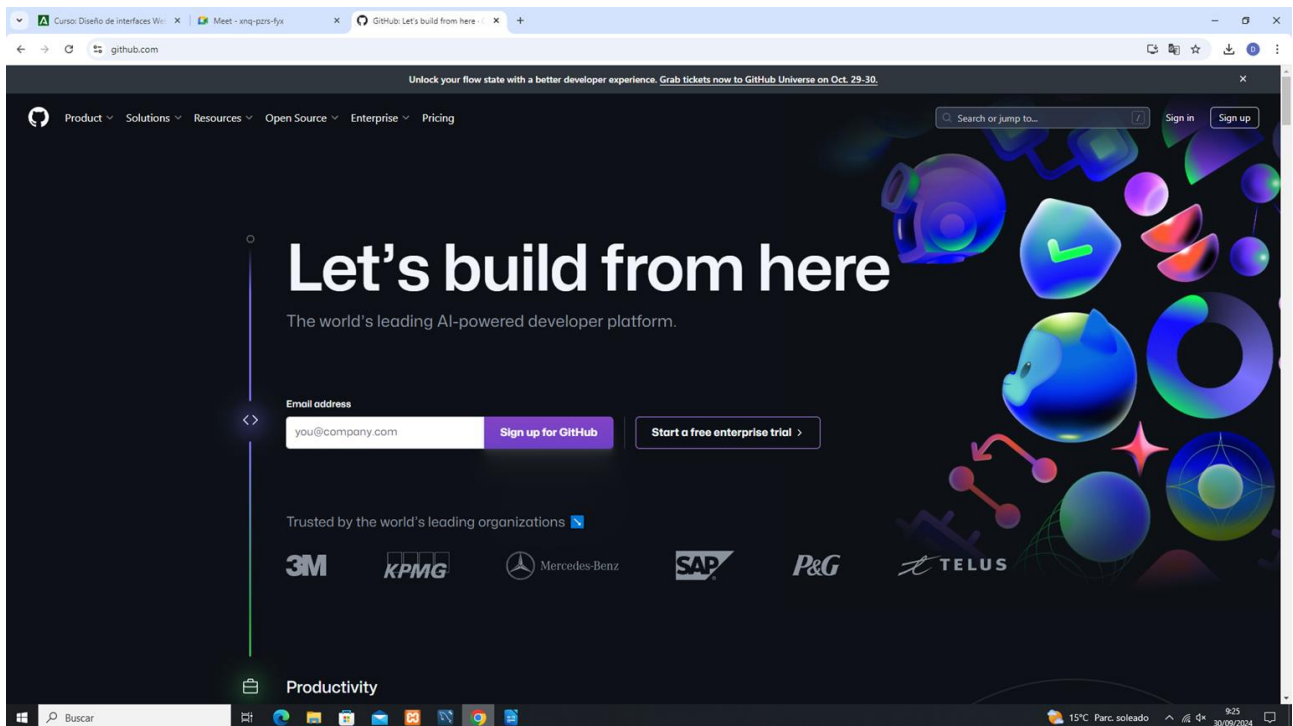 Curso: Diseño de interfaces We
Meet - xnq-pzrs-fyx
GitHub: Let's build from here ·
github.com
Unlock your flow state with a better developer experience. Grab tickets now to GitHub Universe on Oct. 29-30.
Product Solutions Resources Open Source Enterprise Pricing
Search or jump to... /
Sign in
Sign up
Let's build from here
The world's leading AI-powered developer platform.
Email address
you@company.com
Sign up for GitHub
Start a free enterprise trial
Trusted by the world's leading organizations
3M KPMG Mercedes-Benz SAP P&G TELUS
Productivity
Buscar
15°C Parc. soleado
9:25
30/09/2024